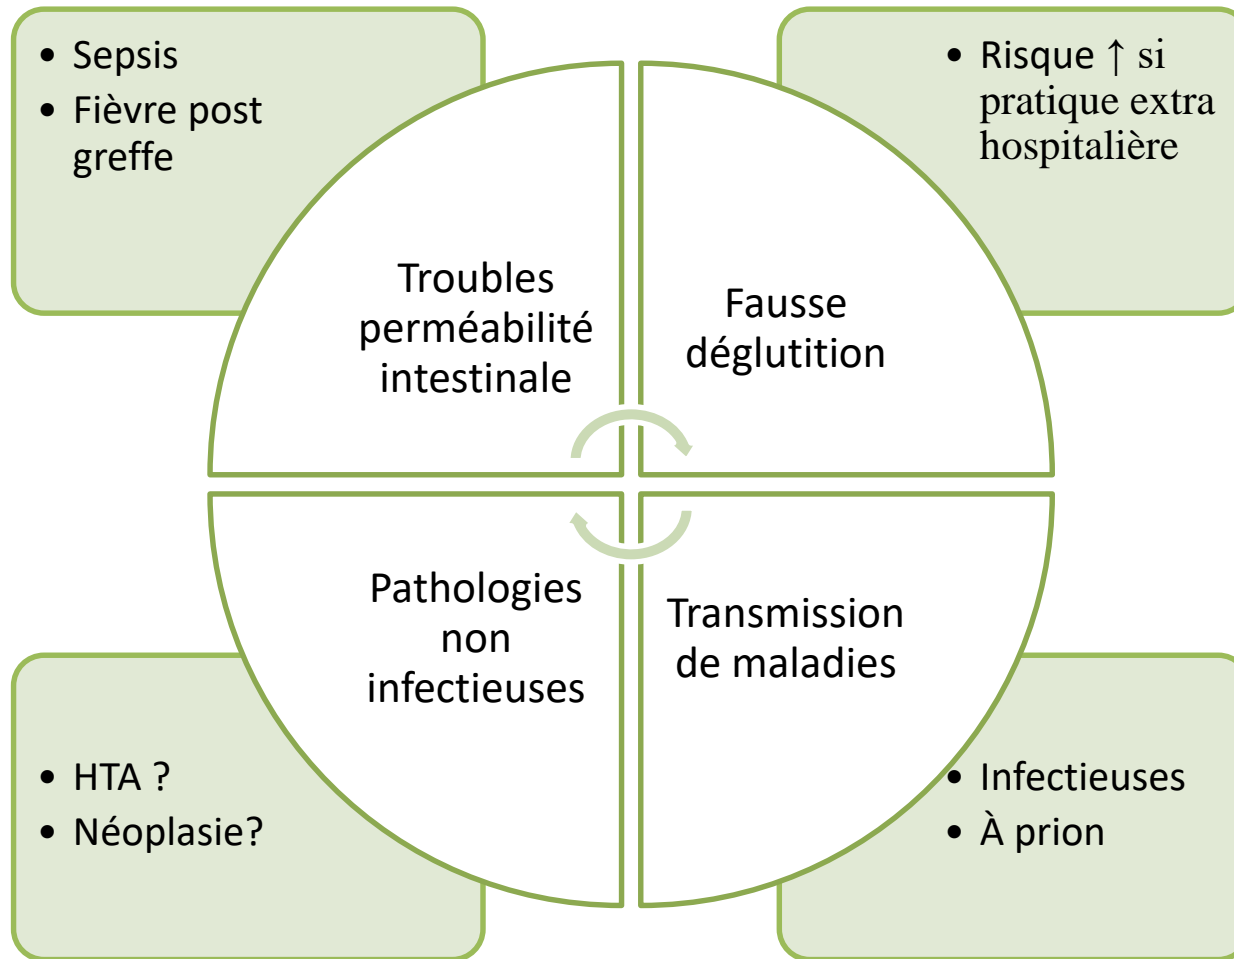 • Sepsis
• Fièvre post
greffe
• Risque ↑ si
pratique extra
hospitalière
Troubles
perméabilité
intestinale
Fausse
déglutition
Pathologies
non
infectieuses
Transmission
de maladies
• HTA ?
• Néoplasie?
• Infectieuses
• À prion